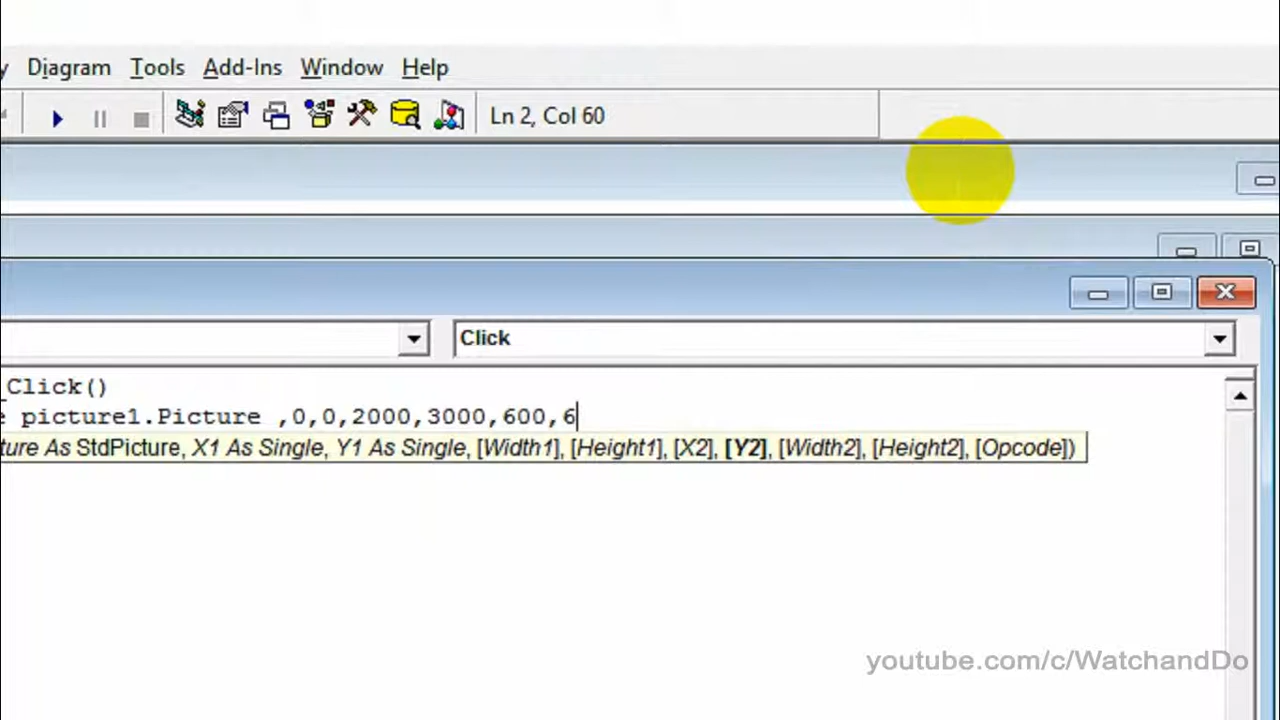 y Diagram Tools Add-Ins Window Help
Ln 2, Col 60
Click
_Click()
e picture1.Picture ,0,0,2000,3000,600,6
ture As StdPicture, X1 As Single, Y1 As Single, [Width1], [Height1], [X2], [Y2], [Width2], [Height2], [Opcode])
youtube.com/c/WatchandDo